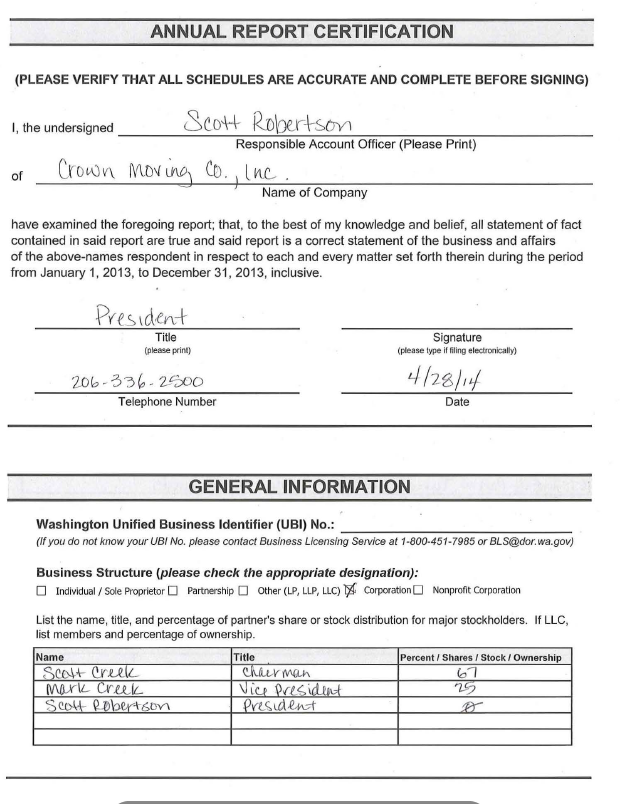 ANNUAL REPORT CERTIFICATION
(PLEASE VERIFY THAT ALL SCHEDULES ARE ACCURATE AND COMPLETE BEFORE SIGNING)
I, the undersigned Scott Robertson
Responsible Account Officer (Please Print)
of Crown Moving Co., Inc.
Name of Company
have examined the foregoing report; that, to the best of my knowledge and belief, all statement of fact
contained in said report are true and said report is a correct statement of the business and affairs
of the above-names respondent in respect to each and every matter set forth therein during the period
from January 1, 2013, to December 31, 2013, inclusive.
President
Title Signature
(please print) (please type if filing electronically)
206-336-2500 4/28/14
Telephone Number Date
GENERAL INFORMATION
Washington Unified Business Identifier (UBI) No.:
(If you do not know your UBI No. please contact Business Licensing Service at 1-800-451-7985 or BLS@dor.wa.gov)
Business Structure (please check the appropriate designation):
☐ Individual / Sole Proprietor ☐ Partnership ☐ Other (LP, LLP, LLC) ☒ Corporation ☐ Nonprofit Corporation
List the name, title, and percentage of partner's share or stock distribution for major stockholders. If LLC,
list members and percentage of ownership.
Name Title Percent / Shares / Stock / Ownership
Scott Creek Chairman 67
Mark Creek Vice President 25
Scott Robertson President